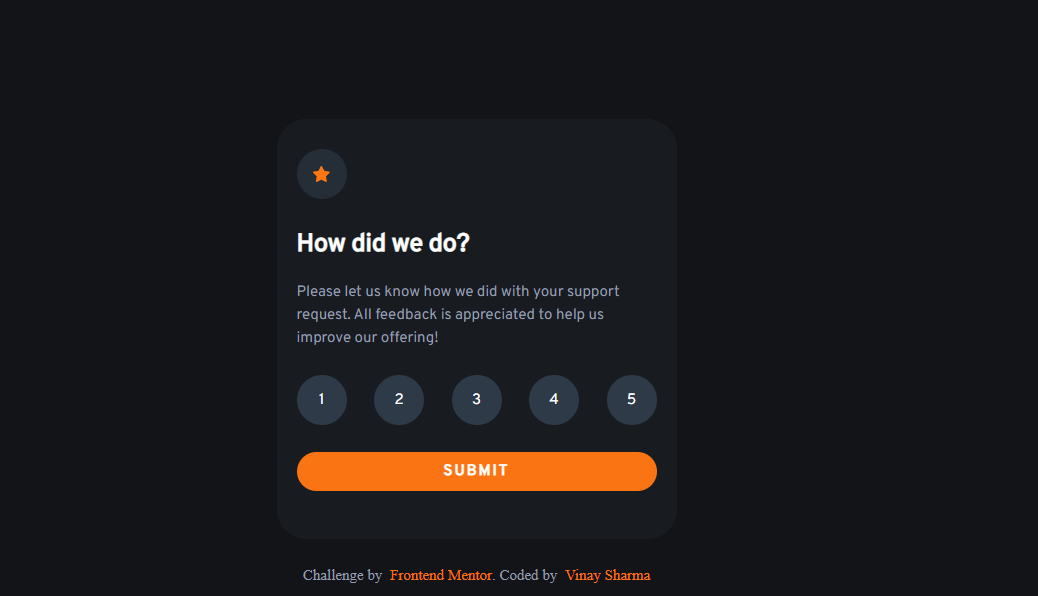 How did we do?
Please let us know how we did with your support
request. All feedback is appreciated to help us
improve our offering!
1 2 3 4 5
SUBMIT
Challenge by Frontend Mentor. Coded by Vinay Sharma